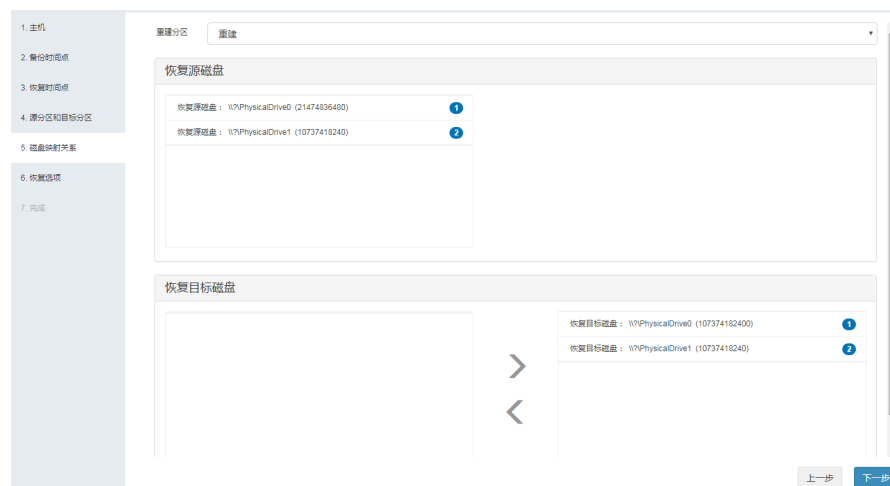 1. 主机
2. 备份时间点
3. 恢复时间点
4. 源分区和目标分区
5. 磁盘映射关系
6. 恢复选项
7. 完成
重建分区 重建
恢复源磁盘
恢复源磁盘： \\?\PhysicalDrive0 (21474836480) 1
恢复源磁盘： \\?\PhysicalDrive1 (10737418240) 2
恢复目标磁盘
恢复目标磁盘： \\?\PhysicalDrive0 (107374182400) 1
恢复目标磁盘： \\?\PhysicalDrive1 (10737418240) 2
上一步 下一步